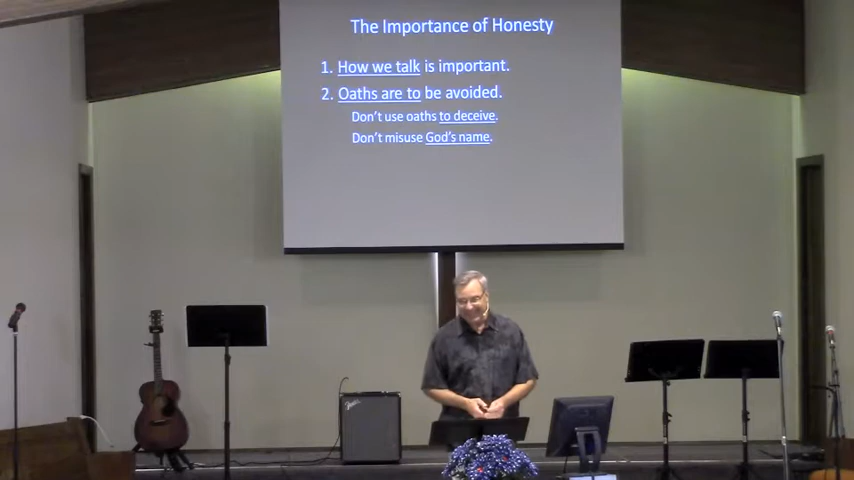 The Importance of Honesty
1. How we talk is important.
2. Oaths are to be avoided.
Don't use oaths to deceive.
Don't misuse God's name.
Fender